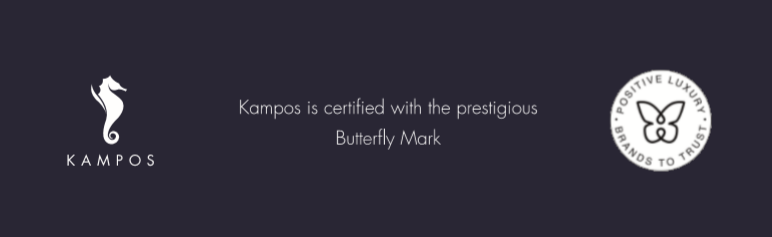 KAMPOS
Kampos is certified with the prestigious
Butterfly Mark
POSITIVE LUXURY
BRANDS TO TRUST